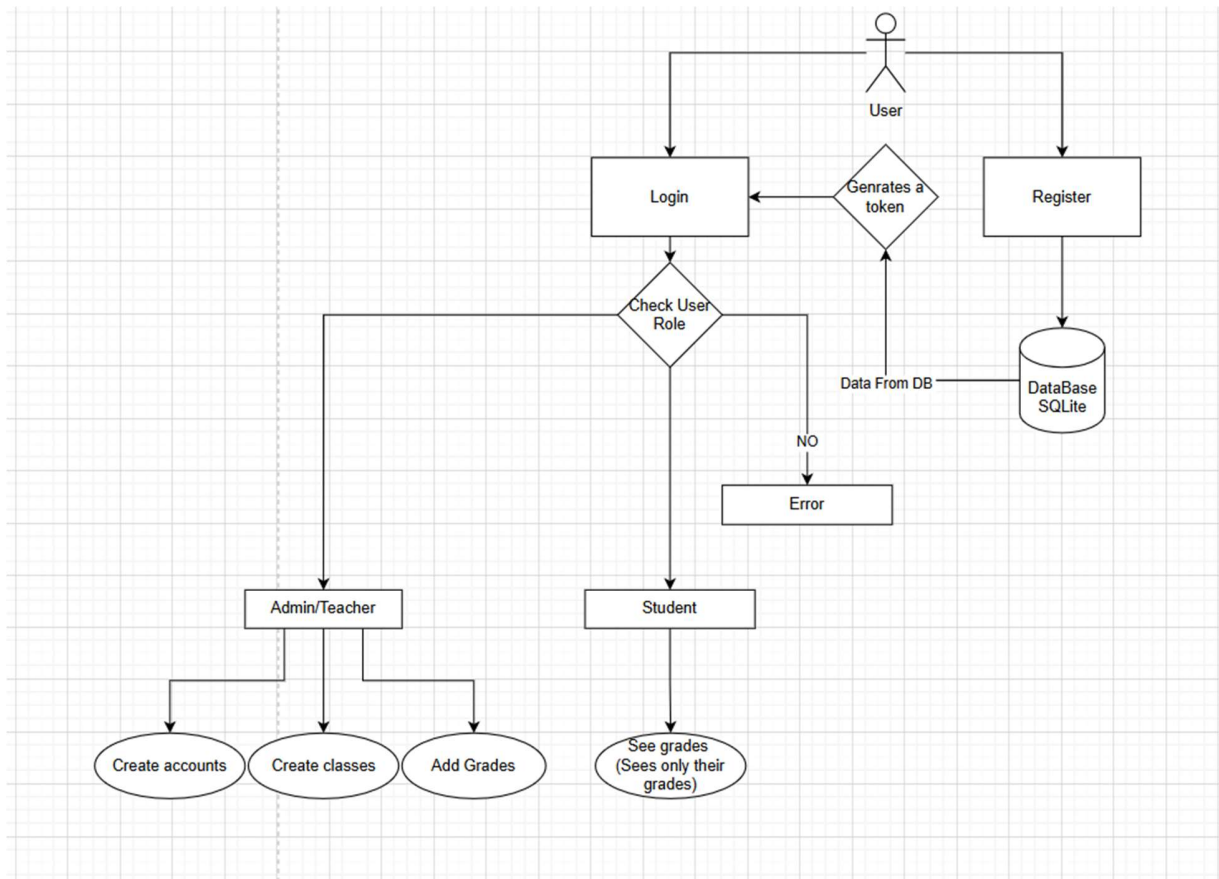 User
Login
Genrates a
token
Register
Check User
Role
Data From DB
DataBase
SQLite
NO
Error
Admin/Teacher
Student
Create accounts
Create classes
Add Grades
See grades
(Sees only their
grades)